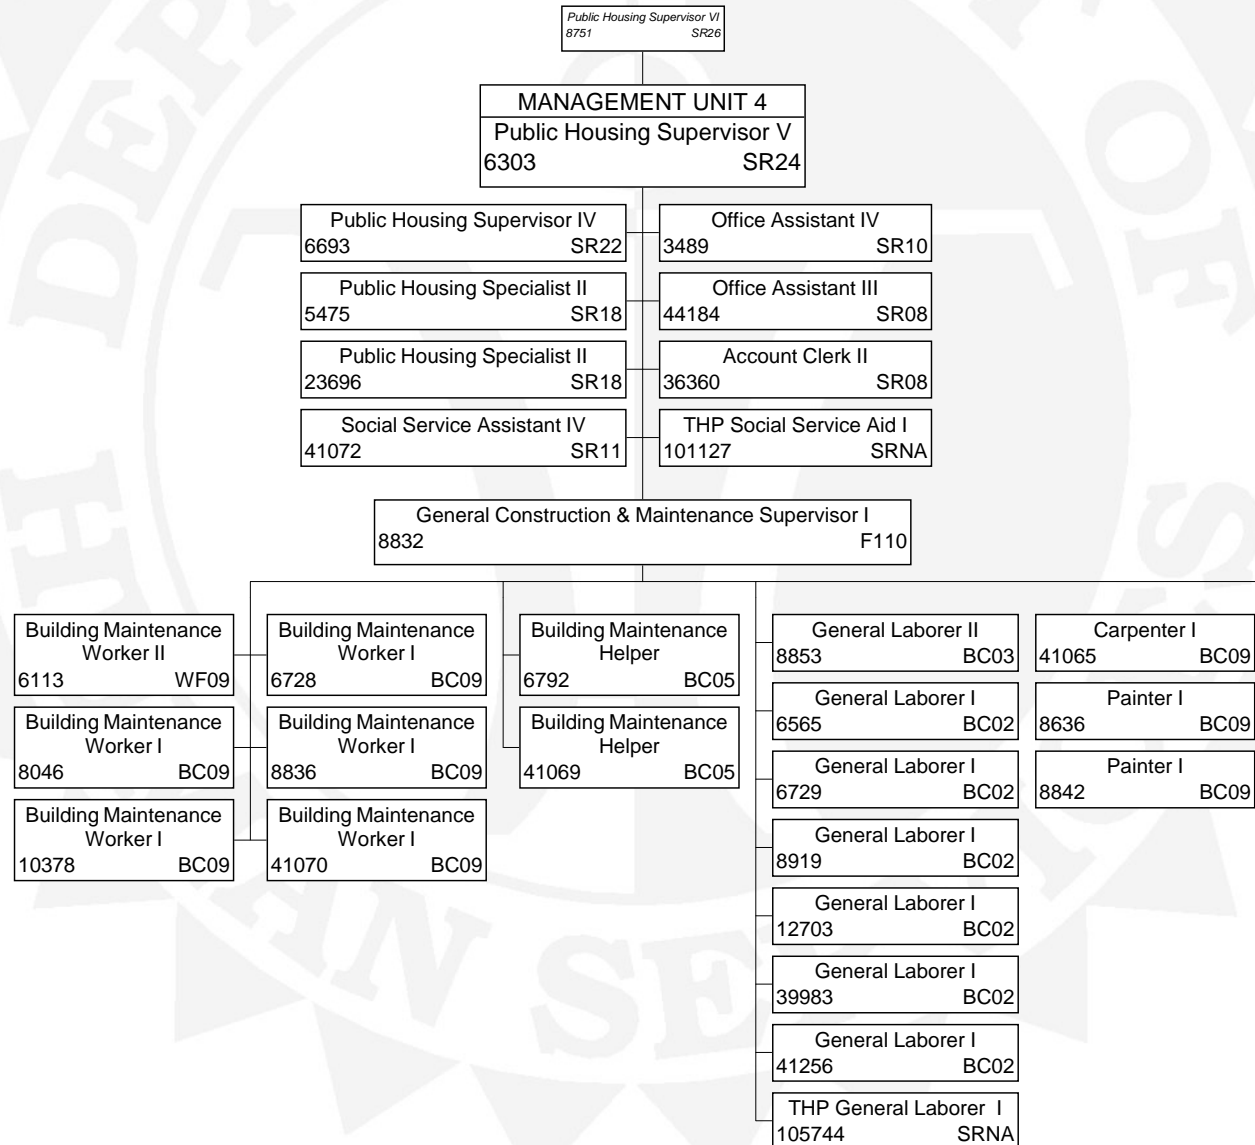 Public Housing Supervisor VI
8751 SR26
MANAGEMENT UNIT 4
Public Housing Supervisor V
6303 SR24
Public Housing Supervisor IV
6693 SR22
Office Assistant IV
3489 SR10
Public Housing Specialist II
5475 SR18
Office Assistant III
44184 SR08
Public Housing Specialist II
23696 SR18
Account Clerk II
36360 SR08
Social Service Assistant IV
41072 SR11
THP Social Service Aid I
101127 SRNA
General Construction & Maintenance Supervisor I
8832 F110
Building Maintenance
Worker II
6113 WF09
Building Maintenance
Worker I
6728 BC09
Building Maintenance
Worker I
8046 BC09
Building Maintenance
Worker I
8836 BC09
Building Maintenance
Worker I
10378 BC09
Building Maintenance
Worker I
41070 BC09
Building Maintenance
Helper
6792 BC05
Building Maintenance
Helper
41069 BC05
General Laborer II
8853 BC03
General Laborer I
6565 BC02
General Laborer I
6729 BC02
General Laborer I
8919 BC02
General Laborer I
12703 BC02
General Laborer I
39983 BC02
General Laborer I
41256 BC02
THP General Laborer I
105744 SRNA
Carpenter I
41065 BC09
Painter I
8636 BC09
Painter I
8842 BC09